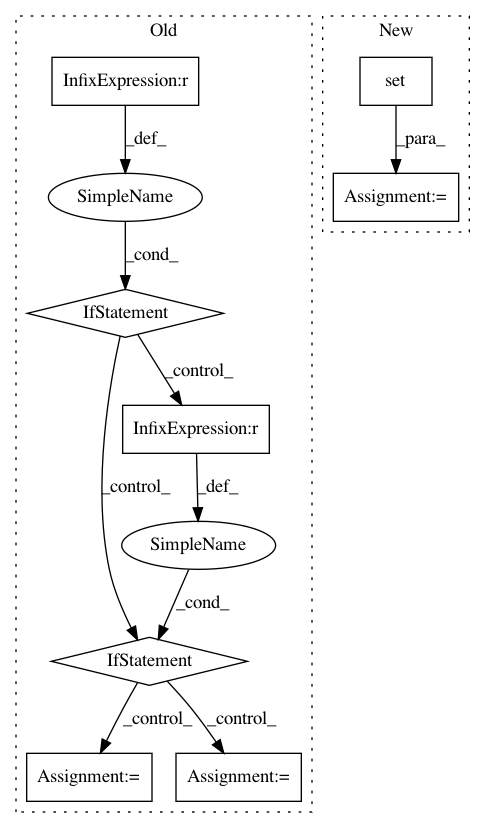 Old
New
InfixExpression:r
set
_def_
_para_
SimpleName
Assignment:=
_cond_
IfStatement
_control_
InfixExpression:r
_control_
_def_
SimpleName
_cond_
IfStatement
_control_
_control_
Assignment:=
Assignment:=